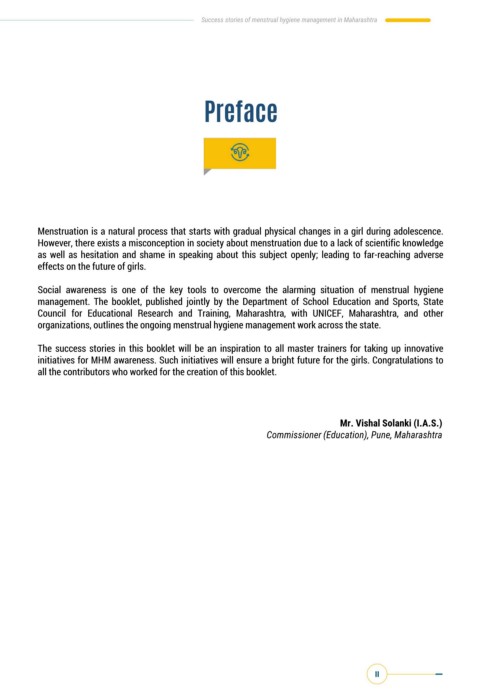 Success stories of menstrual hygiene management in Maharashtra
Preface
Menstruation is a natural process that starts with gradual physical changes in a girl during adolescence.
However, there exists a misconception in society about menstruation due to a lack of scientific knowledge
as well as hesitation and shame in speaking about this subject openly; leading to far-reaching adverse
effects on the future of girls.
Social awareness is one of the key tools to overcome the alarming situation of menstrual hygiene
management. The booklet, published jointly by the Department of School Education and Sports, State
Council for Educational Research and Training, Maharashtra, with UNICEF, Maharashtra, and other
organizations, outlines the ongoing menstrual hygiene management work across the state.
The success stories in this booklet will be an inspiration to all master trainers for taking up innovative
initiatives for MHM awareness. Such initiatives will ensure a bright future for the girls. Congratulations to
all the contributors who worked for the creation of this booklet.
Mr. Vishal Solanki (I.A.S.)
Commissioner (Education), Pune, Maharashtra
II